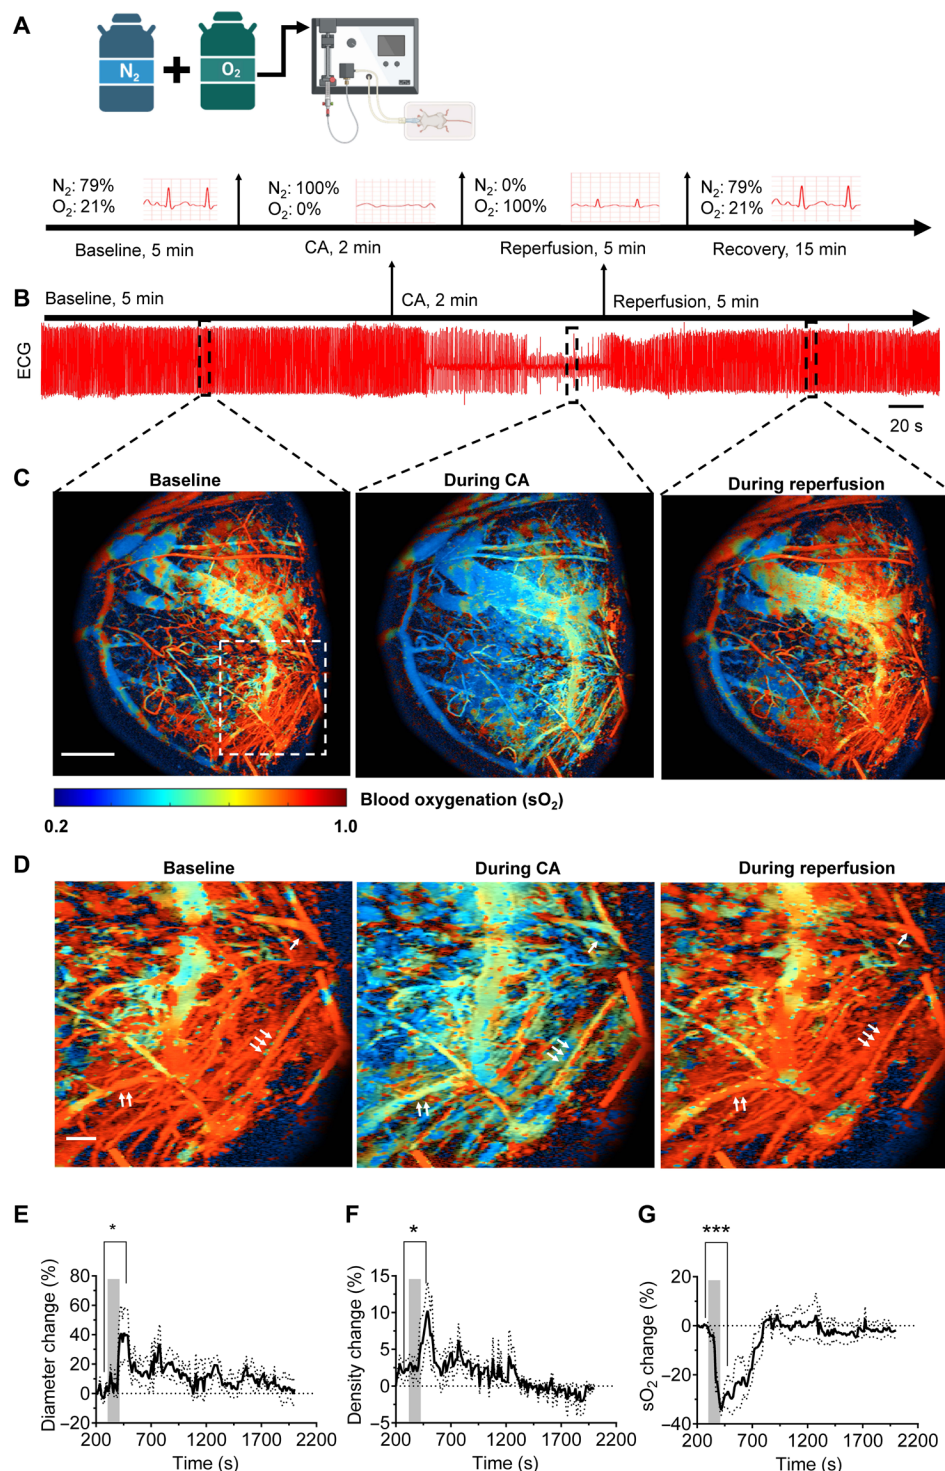 A
N₂ + O₂
N₂: 79%
O₂: 21%
N₂: 100%
O₂: 0%
N₂: 0%
O₂: 100%
N₂: 79%
O₂: 21%
Baseline, 5 min
CA, 2 min
Reperfusion, 5 min
Recovery, 15 min
B
Baseline, 5 min
CA, 2 min
Reperfusion, 5 min
ECG
20 s
C
Baseline
During CA
During reperfusion
Blood oxygenation (sO₂)
0.2
1.0
D
Baseline
During CA
During reperfusion
E
*
Diameter change (%)
80
60
40
20
0
−20
200 700 1200 1700 2200
Time (s)
F
*
Density change (%)
15
10
5
0
−5
200 700 1200 1700 2200
Time (s)
G
***
sO₂ change (%)
20
0
−20
−40
200 700 1200 1700 2200
Time (s)